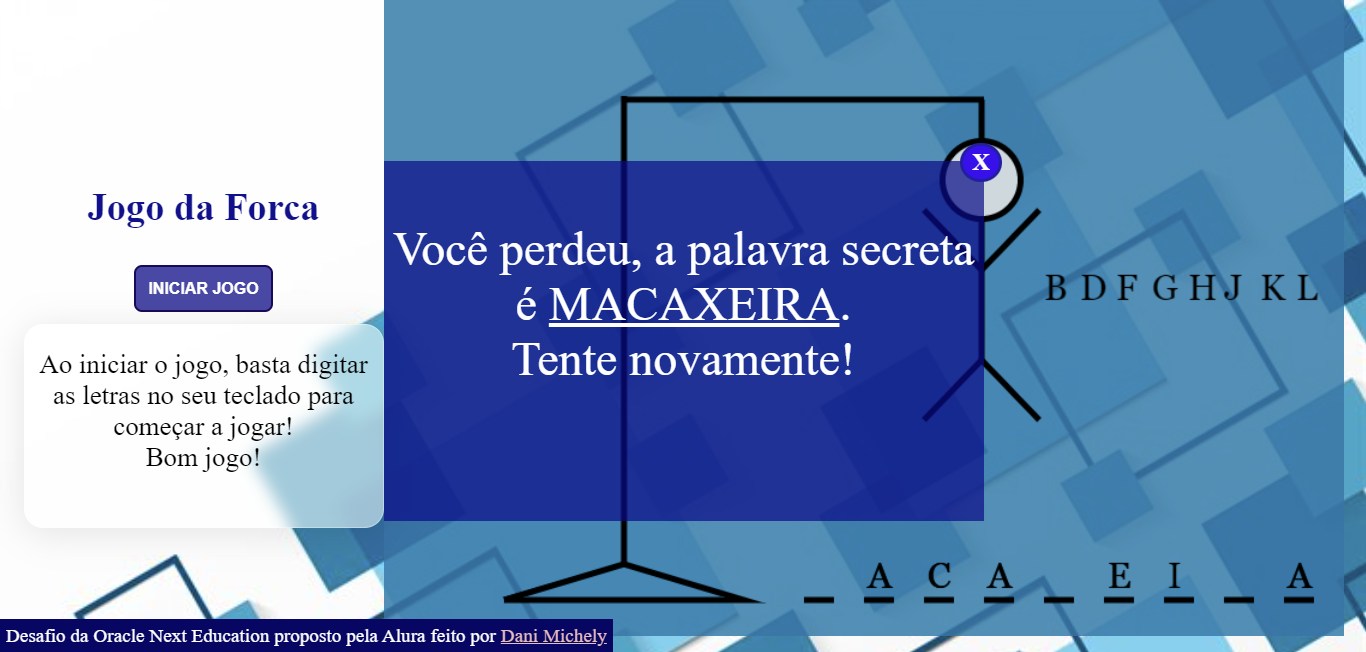 Jogo da Forca
INICIAR JOGO
Ao iniciar o jogo, basta digitar
as letras no seu teclado para
começar a jogar!
Bom jogo!
X
Você perdeu, a palavra secreta
é MACAXEIRA.
Tente novamente!
B D F G H J K L
A C A _ E I _ A
Desafio da Oracle Next Education proposto pela Alura feito por Dani Michely